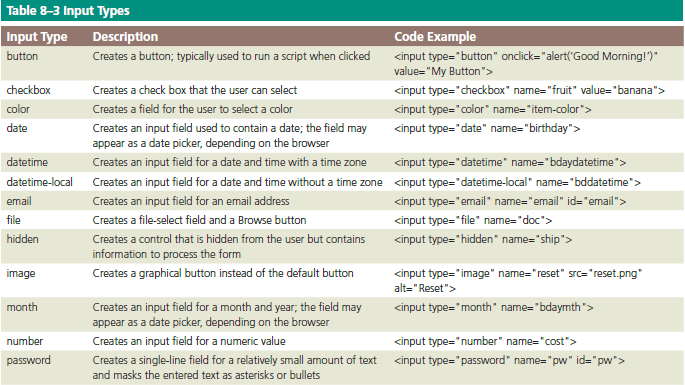 Table 8–3 Input Types
Input Type Description Code Example
button Creates a button; typically used to run a script when clicked <input type="button" onclick="alert('Good Morning!')"
value="My Button">
checkbox Creates a check box that the user can select <input type="checkbox" name="fruit" value="banana">
color Creates a field for the user to select a color <input type="color" name="item-color">
date Creates an input field used to contain a date; the field may <input type="date" name="birthday">
appear as a date picker, depending on the browser
datetime Creates an input field for a date and time with a time zone <input type="datetime" name="bdaydatetime">
datetime-local Creates an input field for a date and time without a time zone <input type="datetime-local" name="bddatetime">
email Creates an input field for an email address <input type="email" name="email" id="email">
file Creates a file-select field and a Browse button <input type="file" name="doc">
hidden Creates a control that is hidden from the user but contains <input type="hidden" name="ship">
information to process the form
image Creates a graphical button instead of the default button <input type="image" name="reset" src="reset.png"
alt="Reset">
month Creates an input field for a month and year; the field may <input type="month" name="bdaymth">
appear as a date picker, depending on the browser
number Creates an input field for a numeric value <input type="number" name="cost">
password Creates a single-line field for a relatively small amount of text <input type="password" name="pw" id="pw">
and masks the entered text as asterisks or bullets